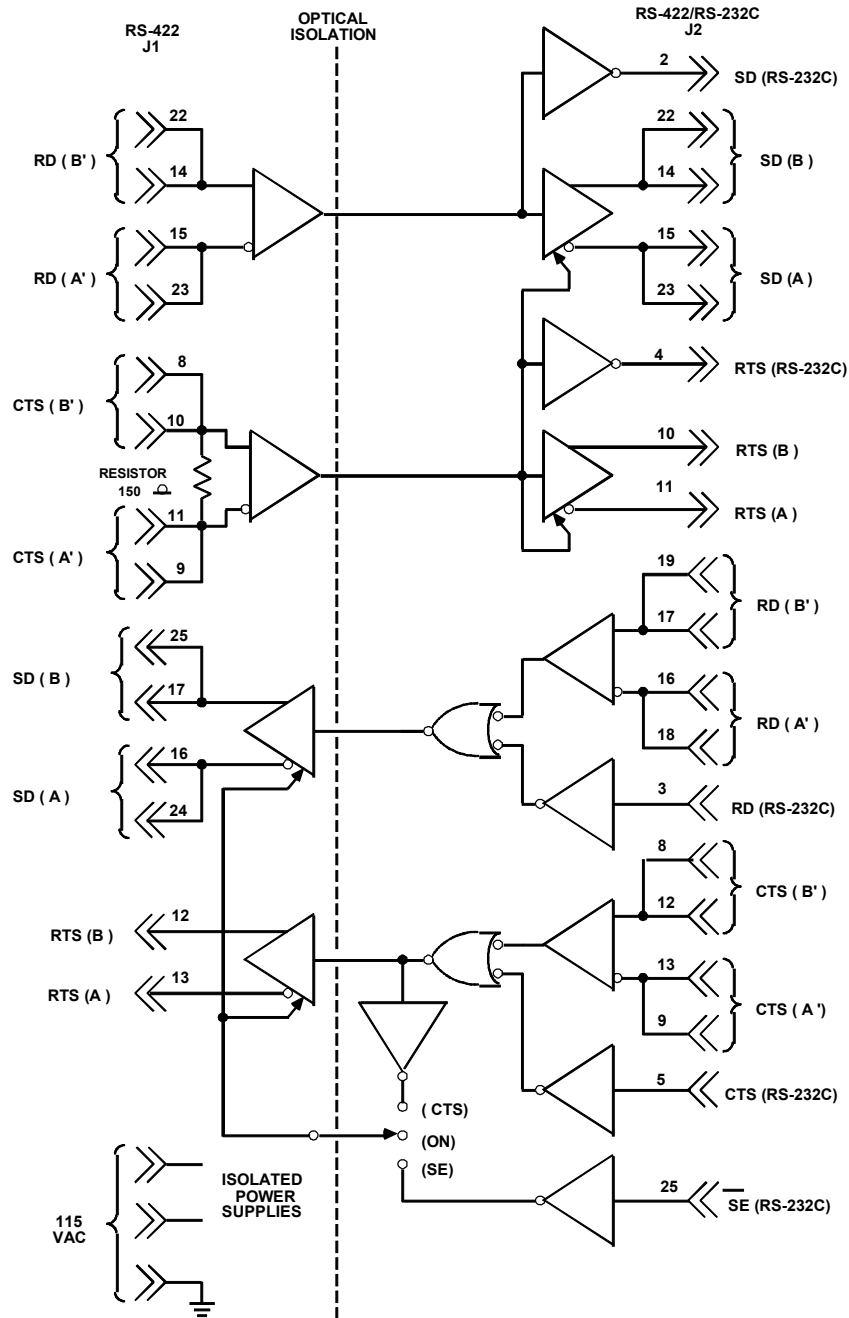 OPTICAL
ISOLATION
RS-422
J1
RS-422/RS-232C
J2
2
SD (RS-232C)
22
RD ( B' )
14
22
SD (B )
14
15
RD ( A' )
23
15
SD (A )
23
8
CTS ( B' )
10
4
RTS (RS-232C)
RESISTOR
150
10
RTS (B )
11
RTS (A )
11
CTS ( A' )
9
19
RD ( B' )
17
25
SD ( B )
17
16
RD ( A' )
18
16
SD ( A )
24
3
RD (RS-232C)
8
CTS ( B' )
12
12
RTS (B )
13
RTS (A )
13
CTS ( A ')
9
5
CTS (RS-232C)
( CTS)
(ON)
(SE)
25
SE (RS-232C)
115
VAC
ISOLATED
POWER
SUPPLIES